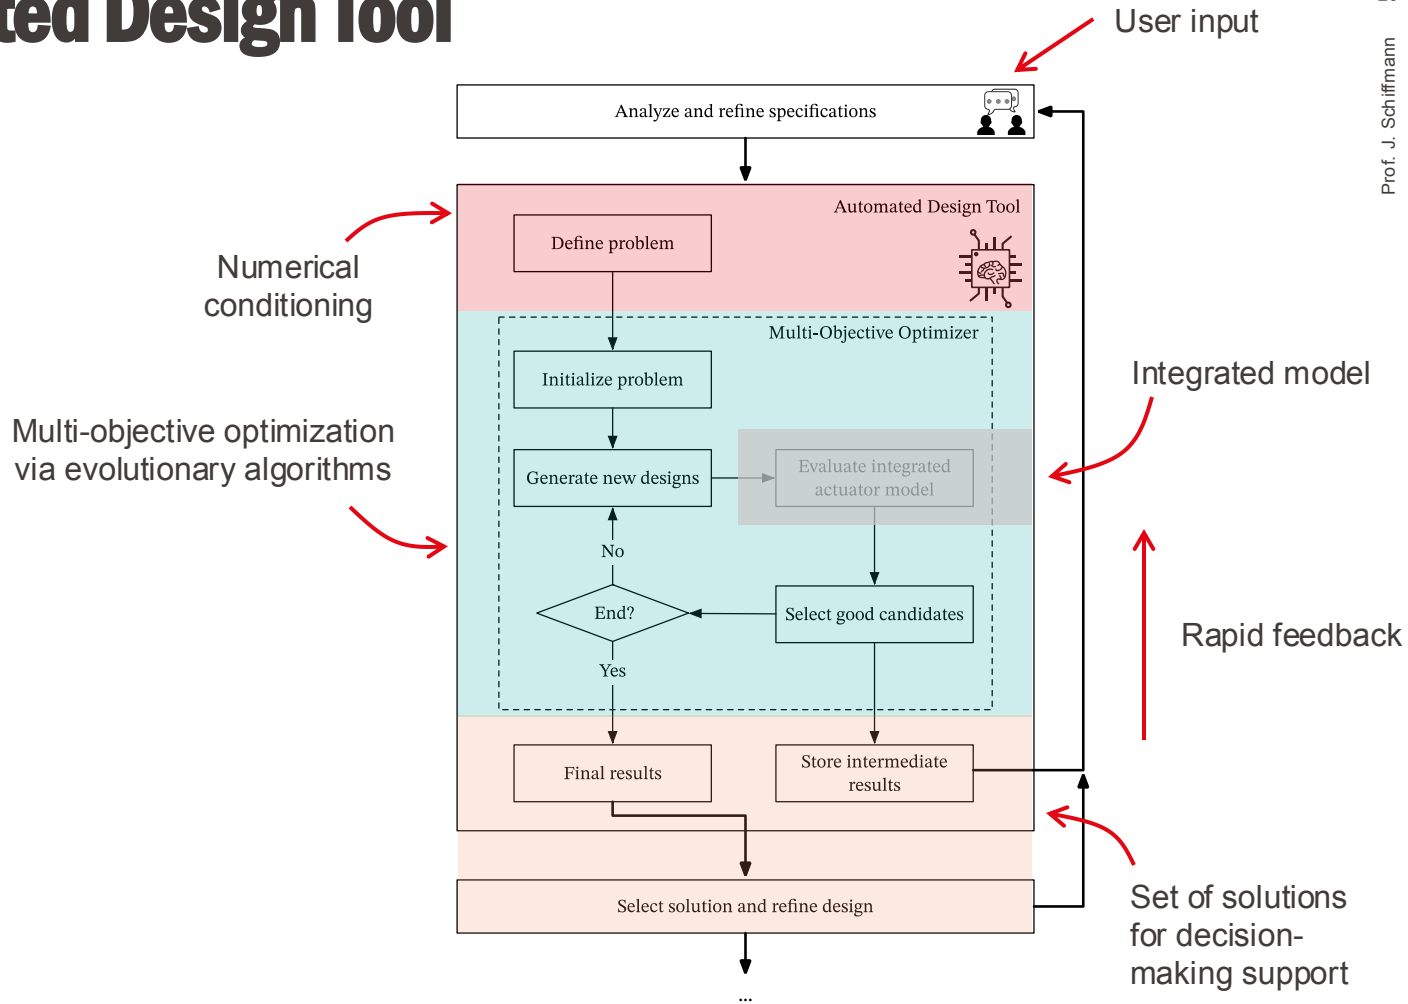 ted Design Tool
User input
Prof. J. Schiffmann
Analyze and refine specifications
Automated Design Tool
Define problem
Numerical
conditioning
Multi-Objective Optimizer
Initialize problem
Integrated model
Multi-objective optimization
via evolutionary algorithms
Generate new designs
Evaluate integrated
actuator model
No
End?
Select good candidates
Rapid feedback
Yes
Final results
Store intermediate
results
Set of solutions
for decision-
making support
Select solution and refine design
...